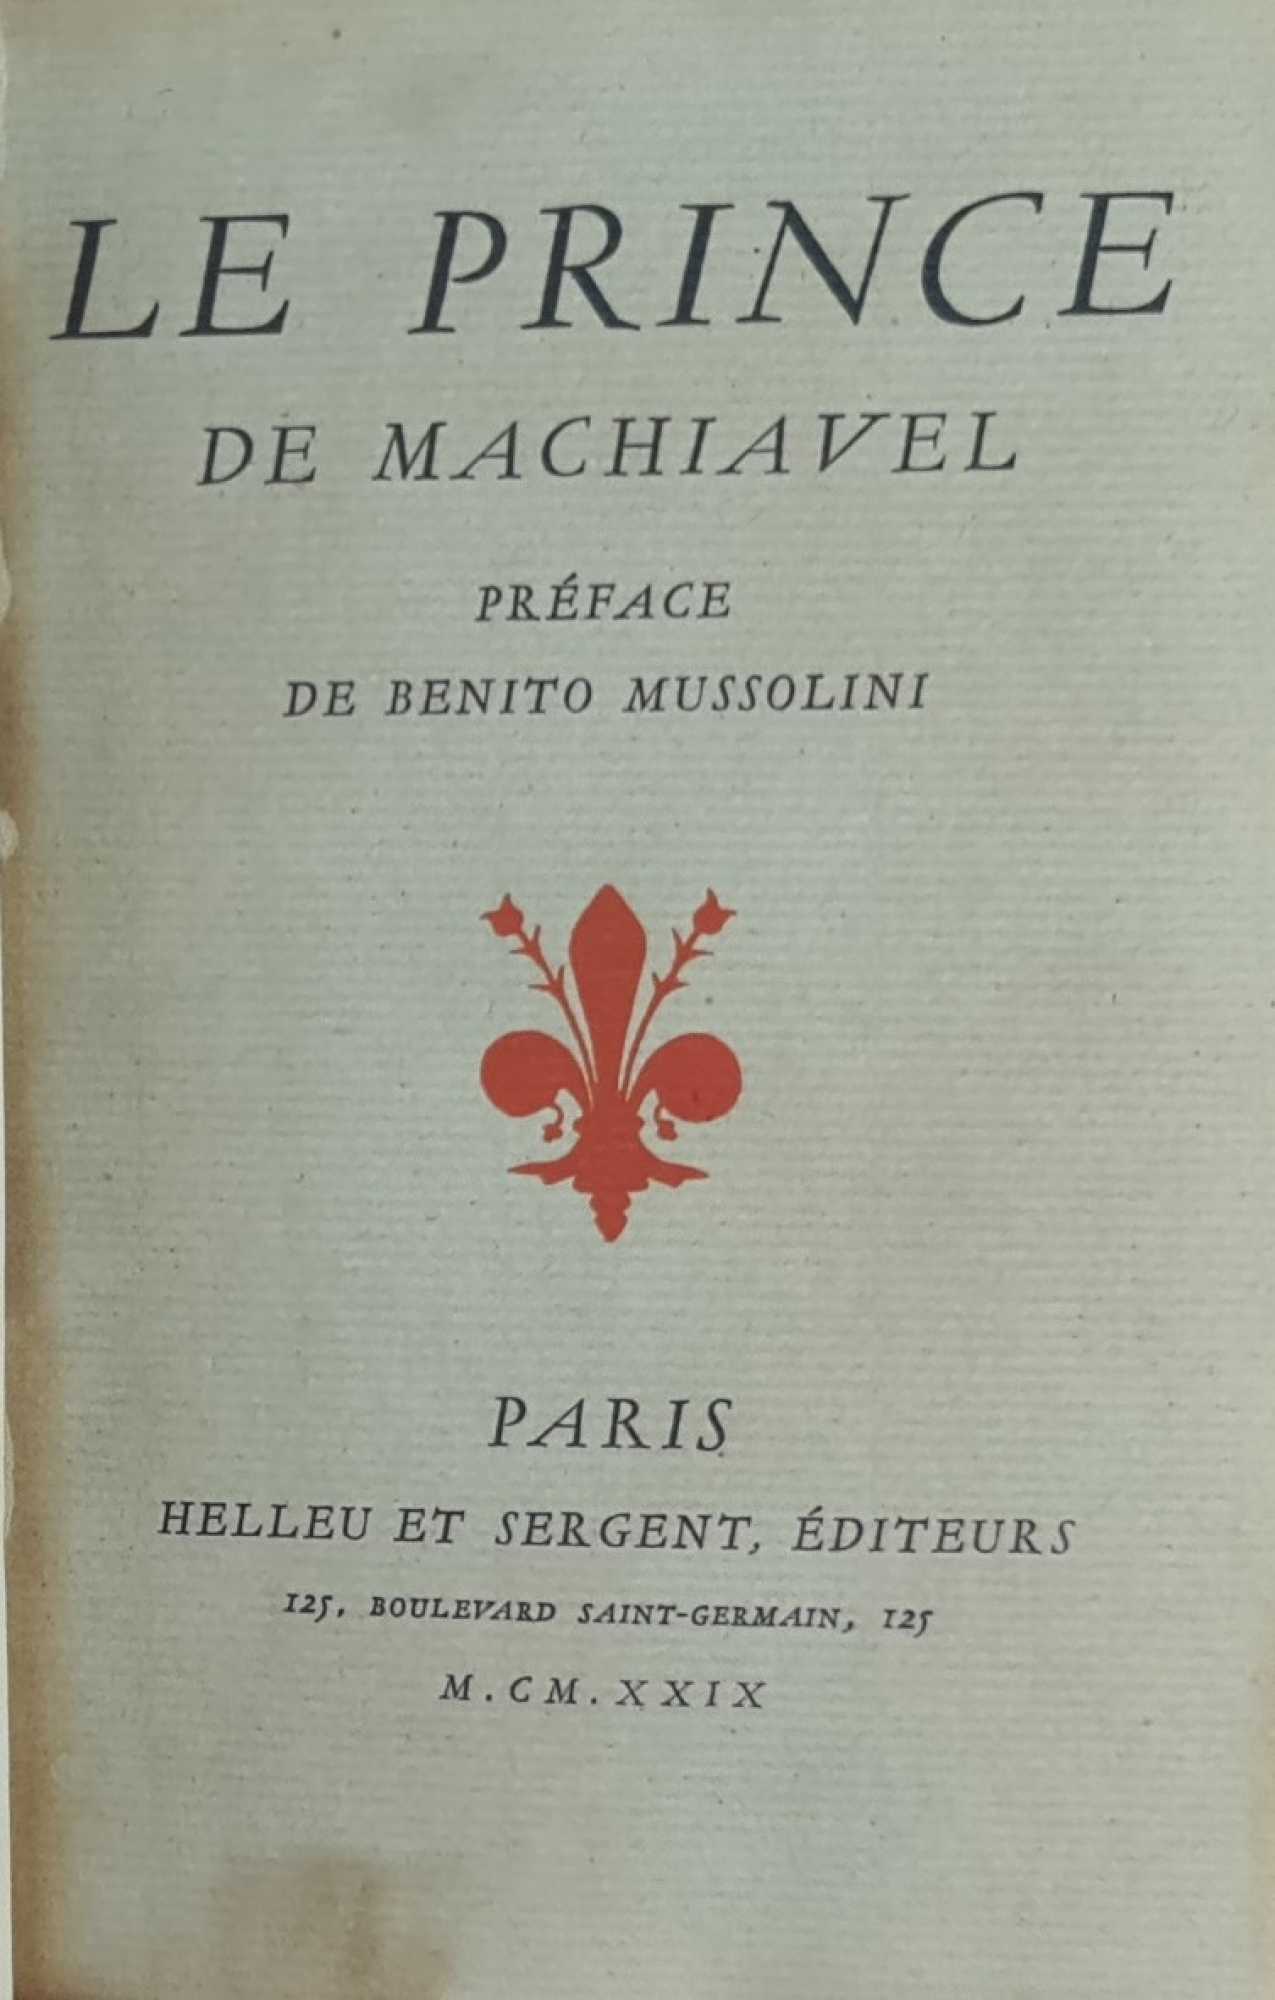 LE PRINCE
DE MACHIAVEL
PRÉFACE
DE BENITO MUSSOLINI
PARIS
HELLEU ET SERGENT, ÉDITEURS
125, BOULEVARD SAINT-GERMAIN, 125
M.CM.XXIX